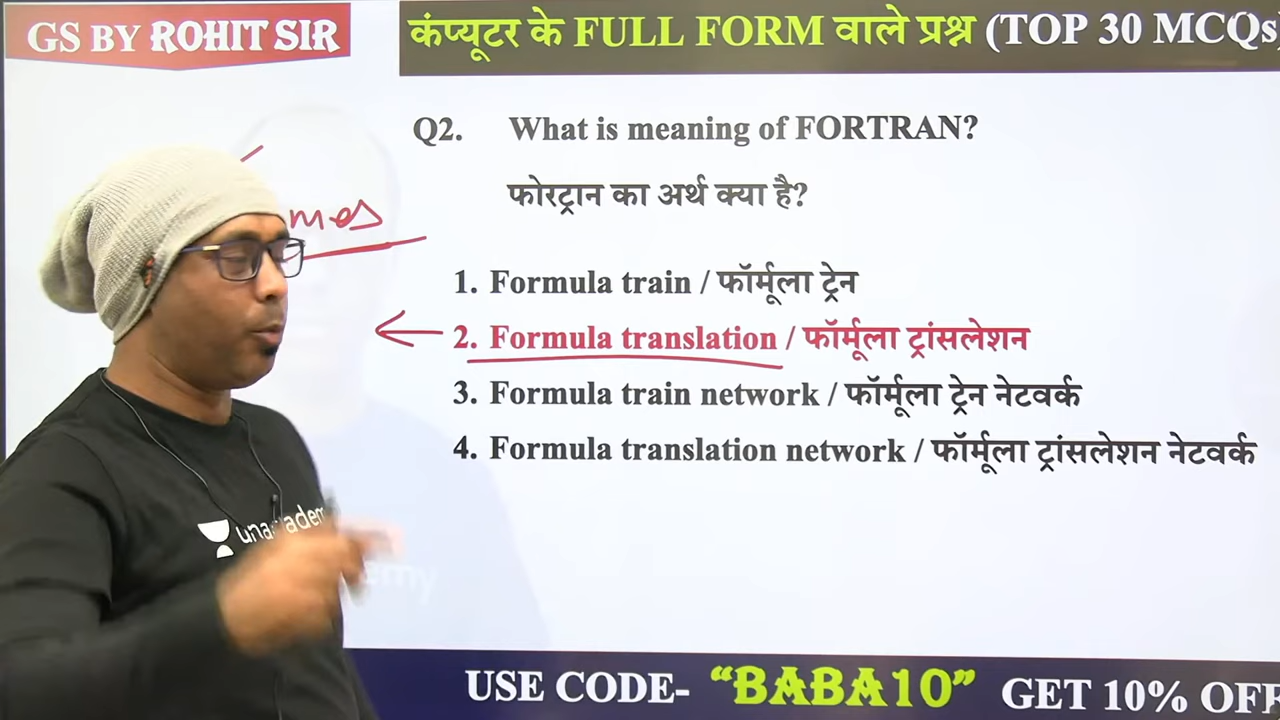 GS BY ROHIT SIR
कंप्यूटर के FULL FORM वाले प्रश्न (TOP 30 MCQs
Q2. What is meaning of FORTRAN?
फोरट्रान का अर्थ क्या है?
1. Formula train / फॉर्मूला ट्रेन
2. Formula translation / फॉर्मूला ट्रांसलेशन
3. Formula train network / फॉर्मूला ट्रेन नेटवर्क
4. Formula translation network / फॉर्मूला ट्रांसलेशन नेटवर्क
USE CODE- “BABA10” GET 10% OFF